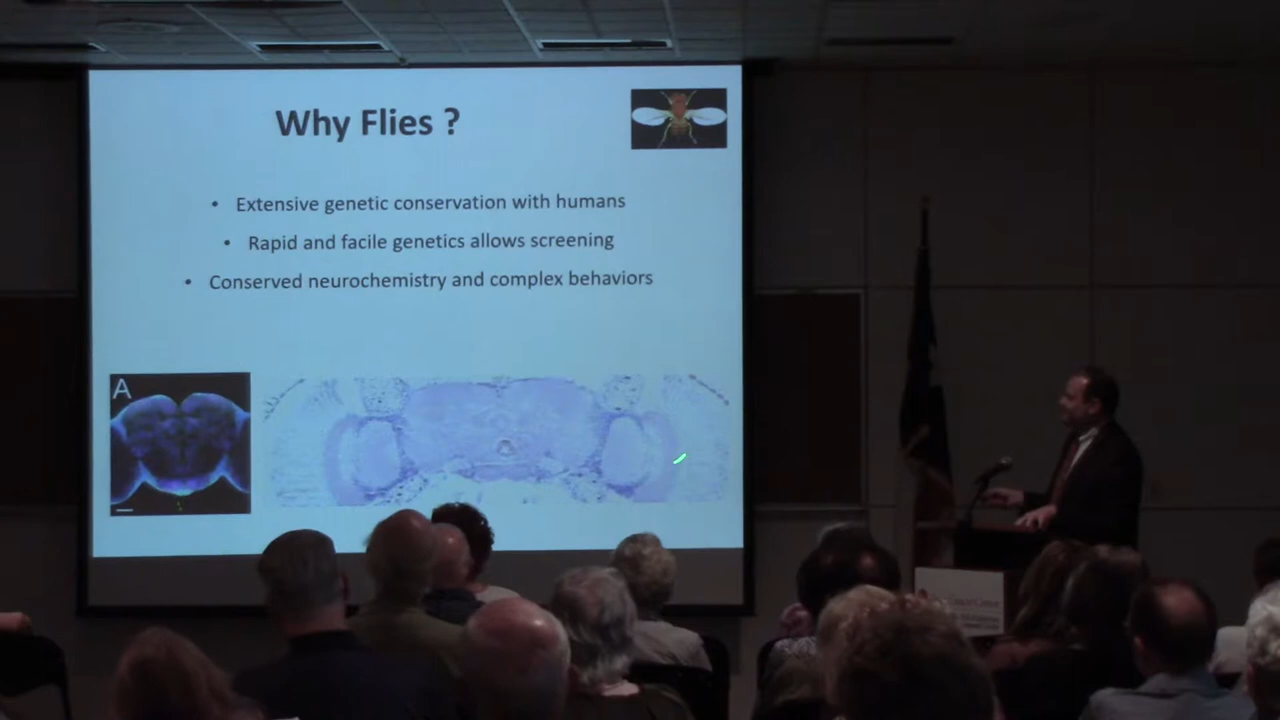 Why Flies ?
• Extensive genetic conservation with humans
• Rapid and facile genetics allows screening
• Conserved neurochemistry and complex behaviors
A